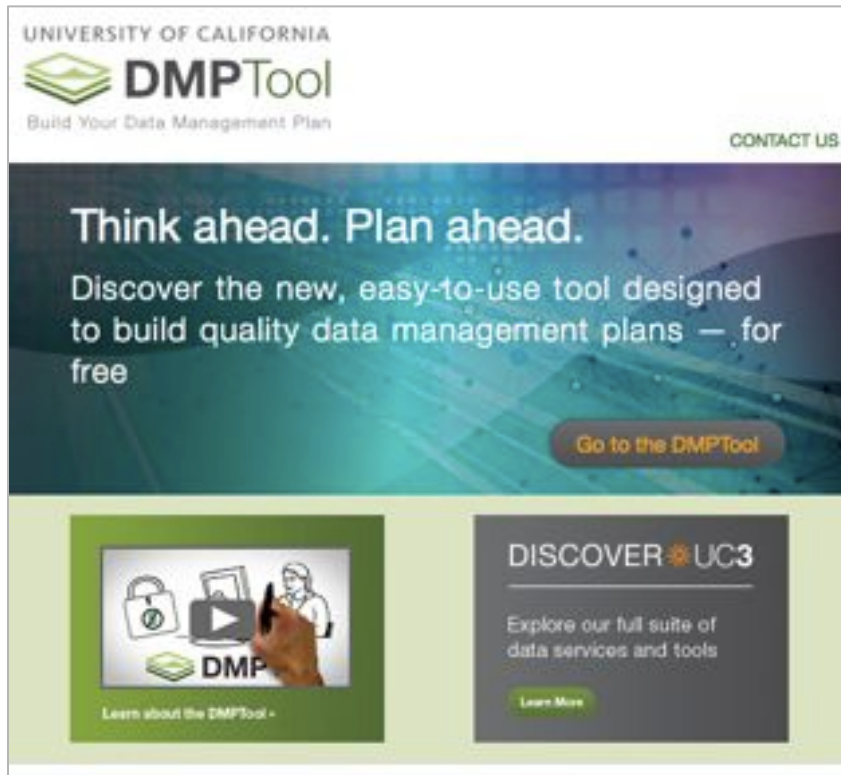 UNIVERSITY OF CALIFORNIA
DMPTool
Build Your Data Management Plan
CONTACT US
Think ahead. Plan ahead.
Discover the new, easy-to-use tool designed
to build quality data management plans — for
free
Go to the DMPTool
DMP
Learn about the DMPTool »
DISCOVER UC3
Explore our full suite of
data services and tools
Learn More